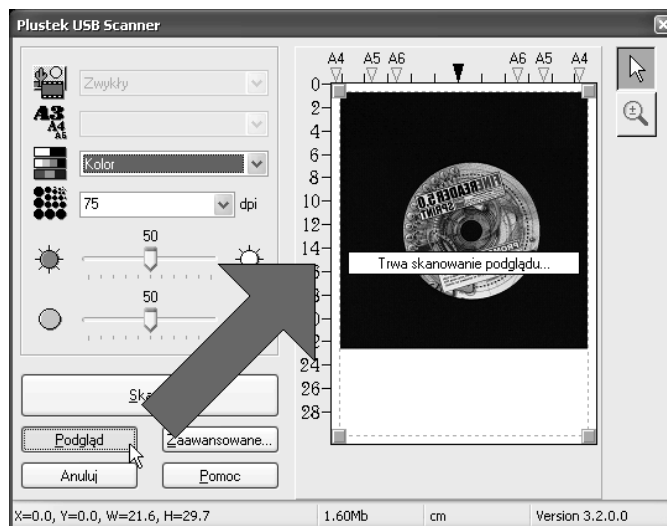 Plustek USB Scanner
Zwykły
A3
A4
A5
Kolor
75 dpi
50
50
Podgląd
Zaawansowane...
Anuluj
Pomoc
A4 A5 A6 A6 A5 A4
0
2
4
6
8
10
12
14
24
26
28
FINEREADER 5.0
SPRINT
Trwa skanowanie podglądu...
X=0.0, Y=0.0, W=21.6, H=29.7
1.60Mb
cm
Version 3.2.0.0